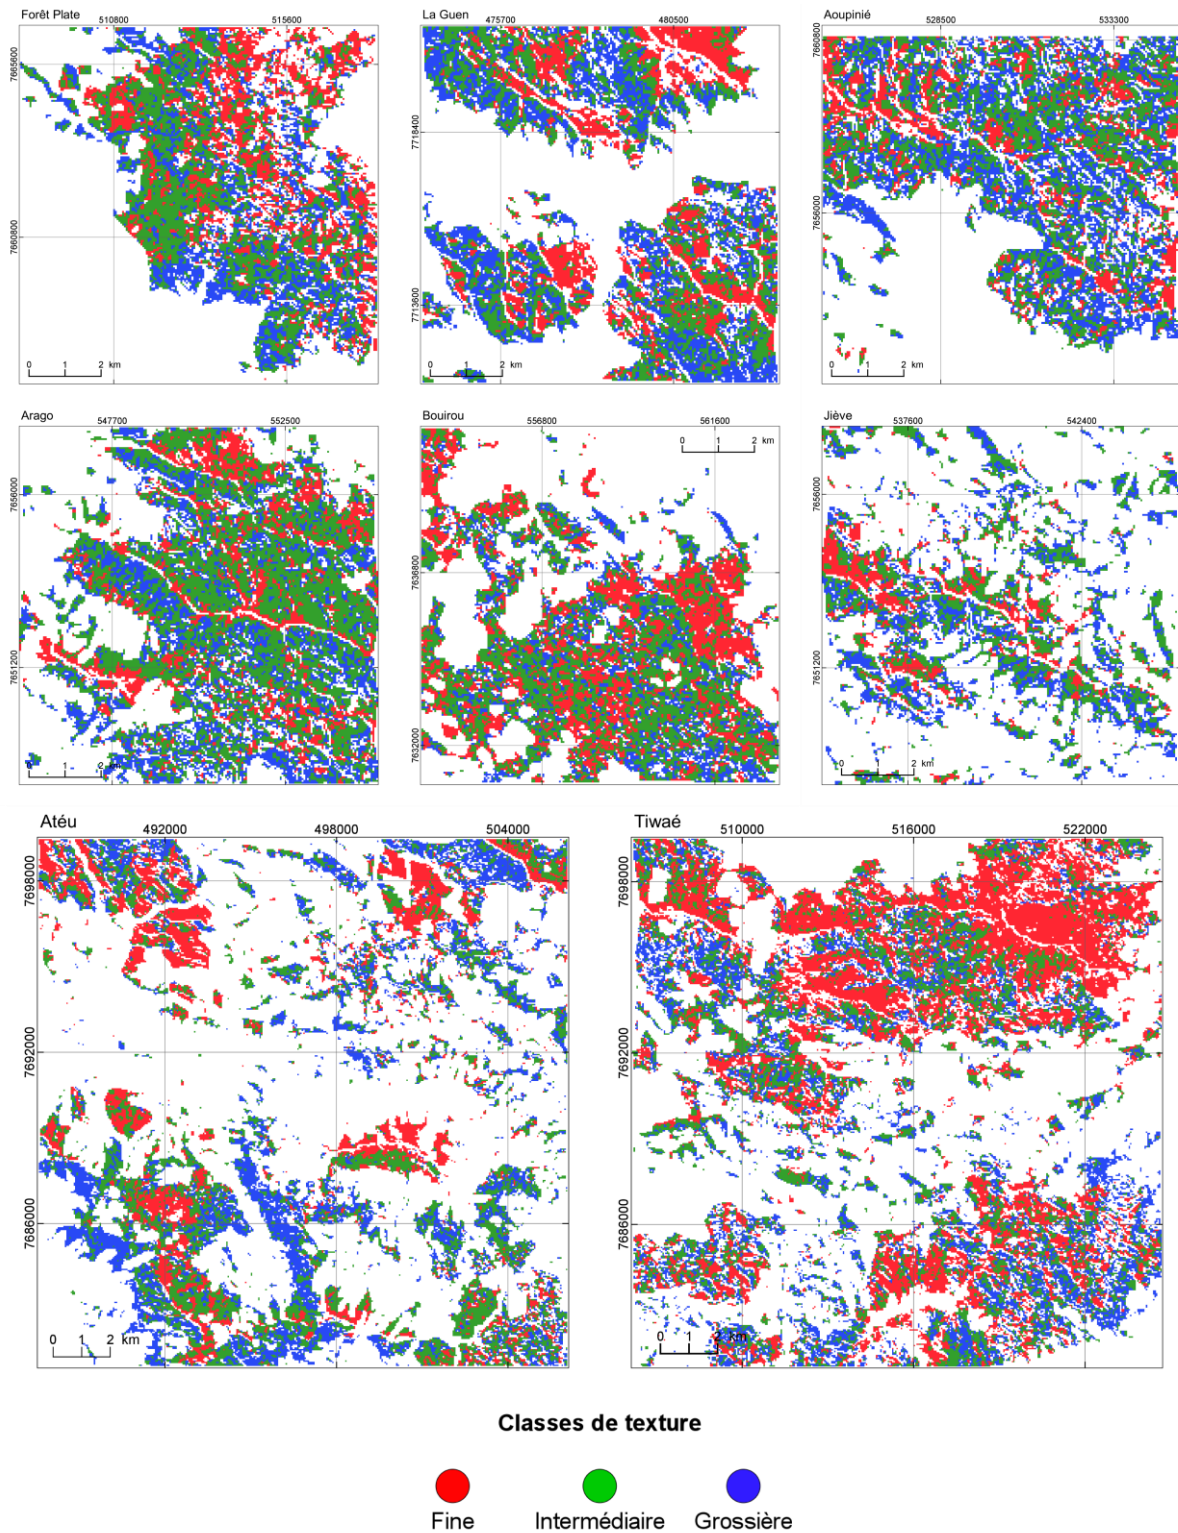 Forêt Plate
510800 515600
7665600
7660800
0 1 2 km
La Guen
475700 480500
7718400
7713600
0 1 2 km
Aoupinié
528500 533300
7660800
7656000
0 1 2 km
Arago
547700 552500
7656000
7651200
0 1 2 km
Bouirou
556800 561600
0 1 2 km
7636800
7632000
Jiève
537600 542400
7656000
7651200
0 1 2 km
Atéu
492000 498000 504000
7698000
7692000
7686000
0 1 2 km
Tiwaé
510000 516000 522000
7698000
7692000
7686000
0 1 2 km
Classes de texture
Fine Intermédiaire Grossière